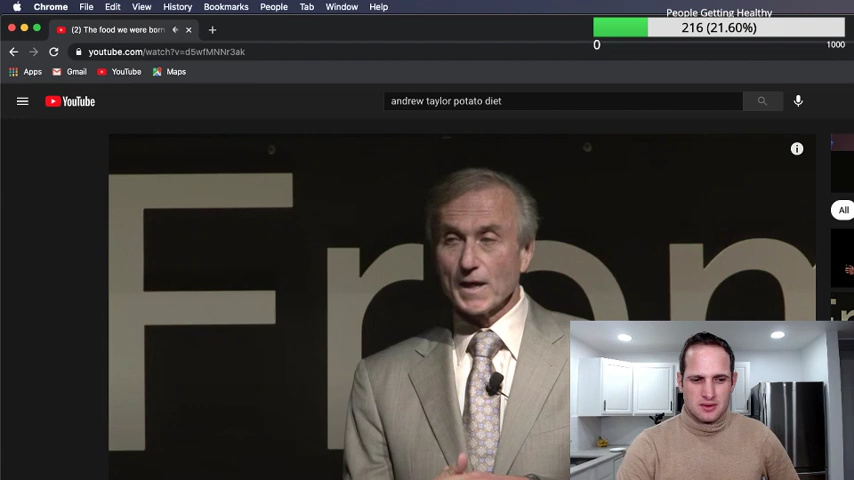 Chrome File Edit View History Bookmarks People Tab Window Help
People Getting Healthy
216 (21.60%)
0 1000
(2) The food we were born
youtube.com/watch?v=d5wfMNNr3ak
Apps Gmail YouTube Maps
YouTube
andrew taylor potato diet
i
All
From